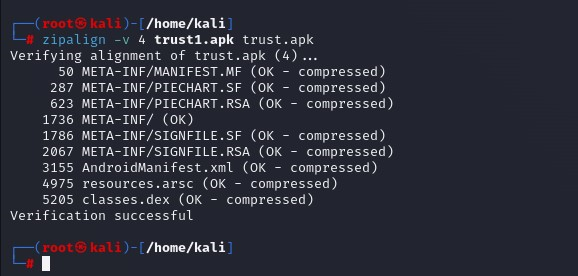 ┌──(root㉿kali)-[/home/kali]
└─# zipalign -v 4 trust1.apk trust.apk
Verifying alignment of trust.apk (4)...
50 META-INF/MANIFEST.MF (OK - compressed)
287 META-INF/PIECHART.SF (OK - compressed)
623 META-INF/PIECHART.RSA (OK - compressed)
1736 META-INF/ (OK)
1786 META-INF/SIGNFILE.SF (OK - compressed)
2067 META-INF/SIGNFILE.RSA (OK - compressed)
3155 AndroidManifest.xml (OK - compressed)
4975 resources.arsc (OK - compressed)
5205 classes.dex (OK - compressed)
Verification successful
┌──(root㉿kali)-[/home/kali]
└─#